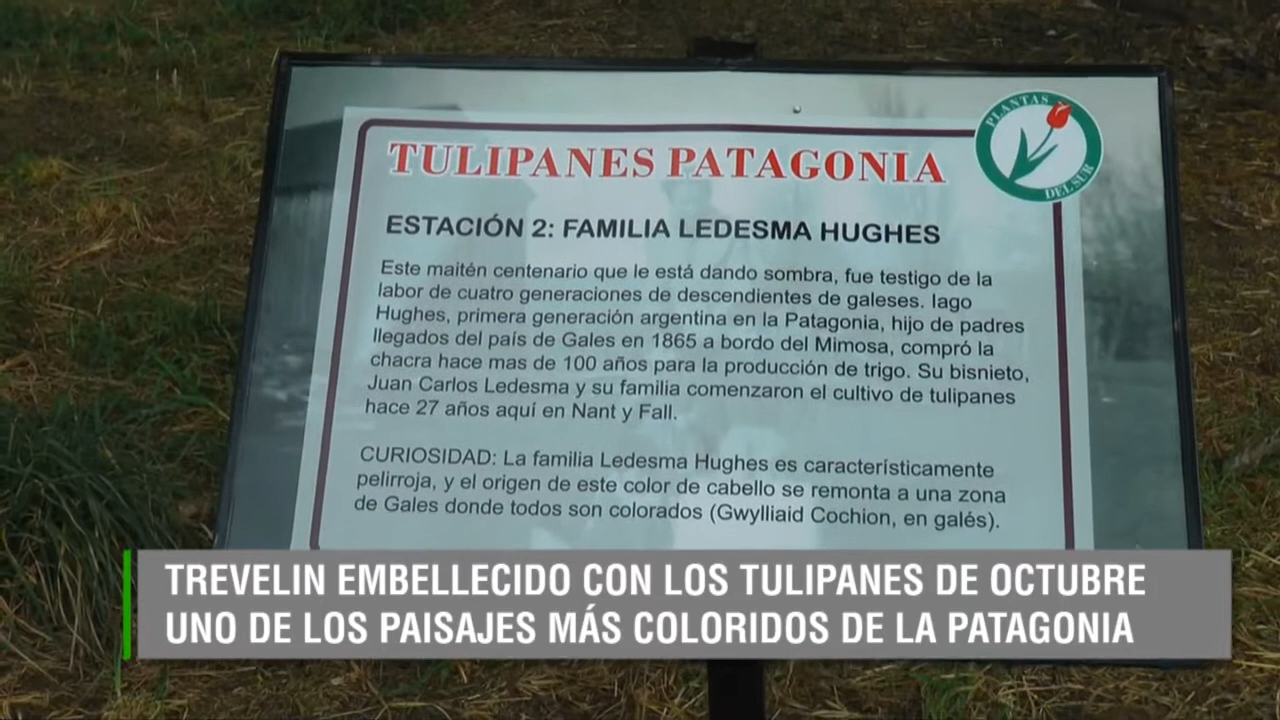 PLANTAS
DEL SUR
TULIPANES PATAGONIA
ESTACIÓN 2: FAMILIA LEDESMA HUGHES
Este maitén centenario que le está dando sombra, fue testigo de la
labor de cuatro generaciones de descendientes de galeses. Iago
Hughes, primera generación argentina en la Patagonia, hijo de padres
llegados del país de Gales en 1865 a bordo del Mimosa, compró la
chacra hace mas de 100 años para la producción de trigo. Su bisnieto,
Juan Carlos Ledesma y su familia comenzaron el cultivo de tulipanes
hace 27 años aquí en Nant y Fall.
CURIOSIDAD: La familia Ledesma Hughes es característicamente
pelirroja, y el origen de este color de cabello se remonta a una zona
de Gales donde todos son colorados (Gwylliaid Cochion, en galés).
TREVELIN EMBELLECIDO CON LOS TULIPANES DE OCTUBRE
UNO DE LOS PAISAJES MÁS COLORIDOS DE LA PATAGONIA